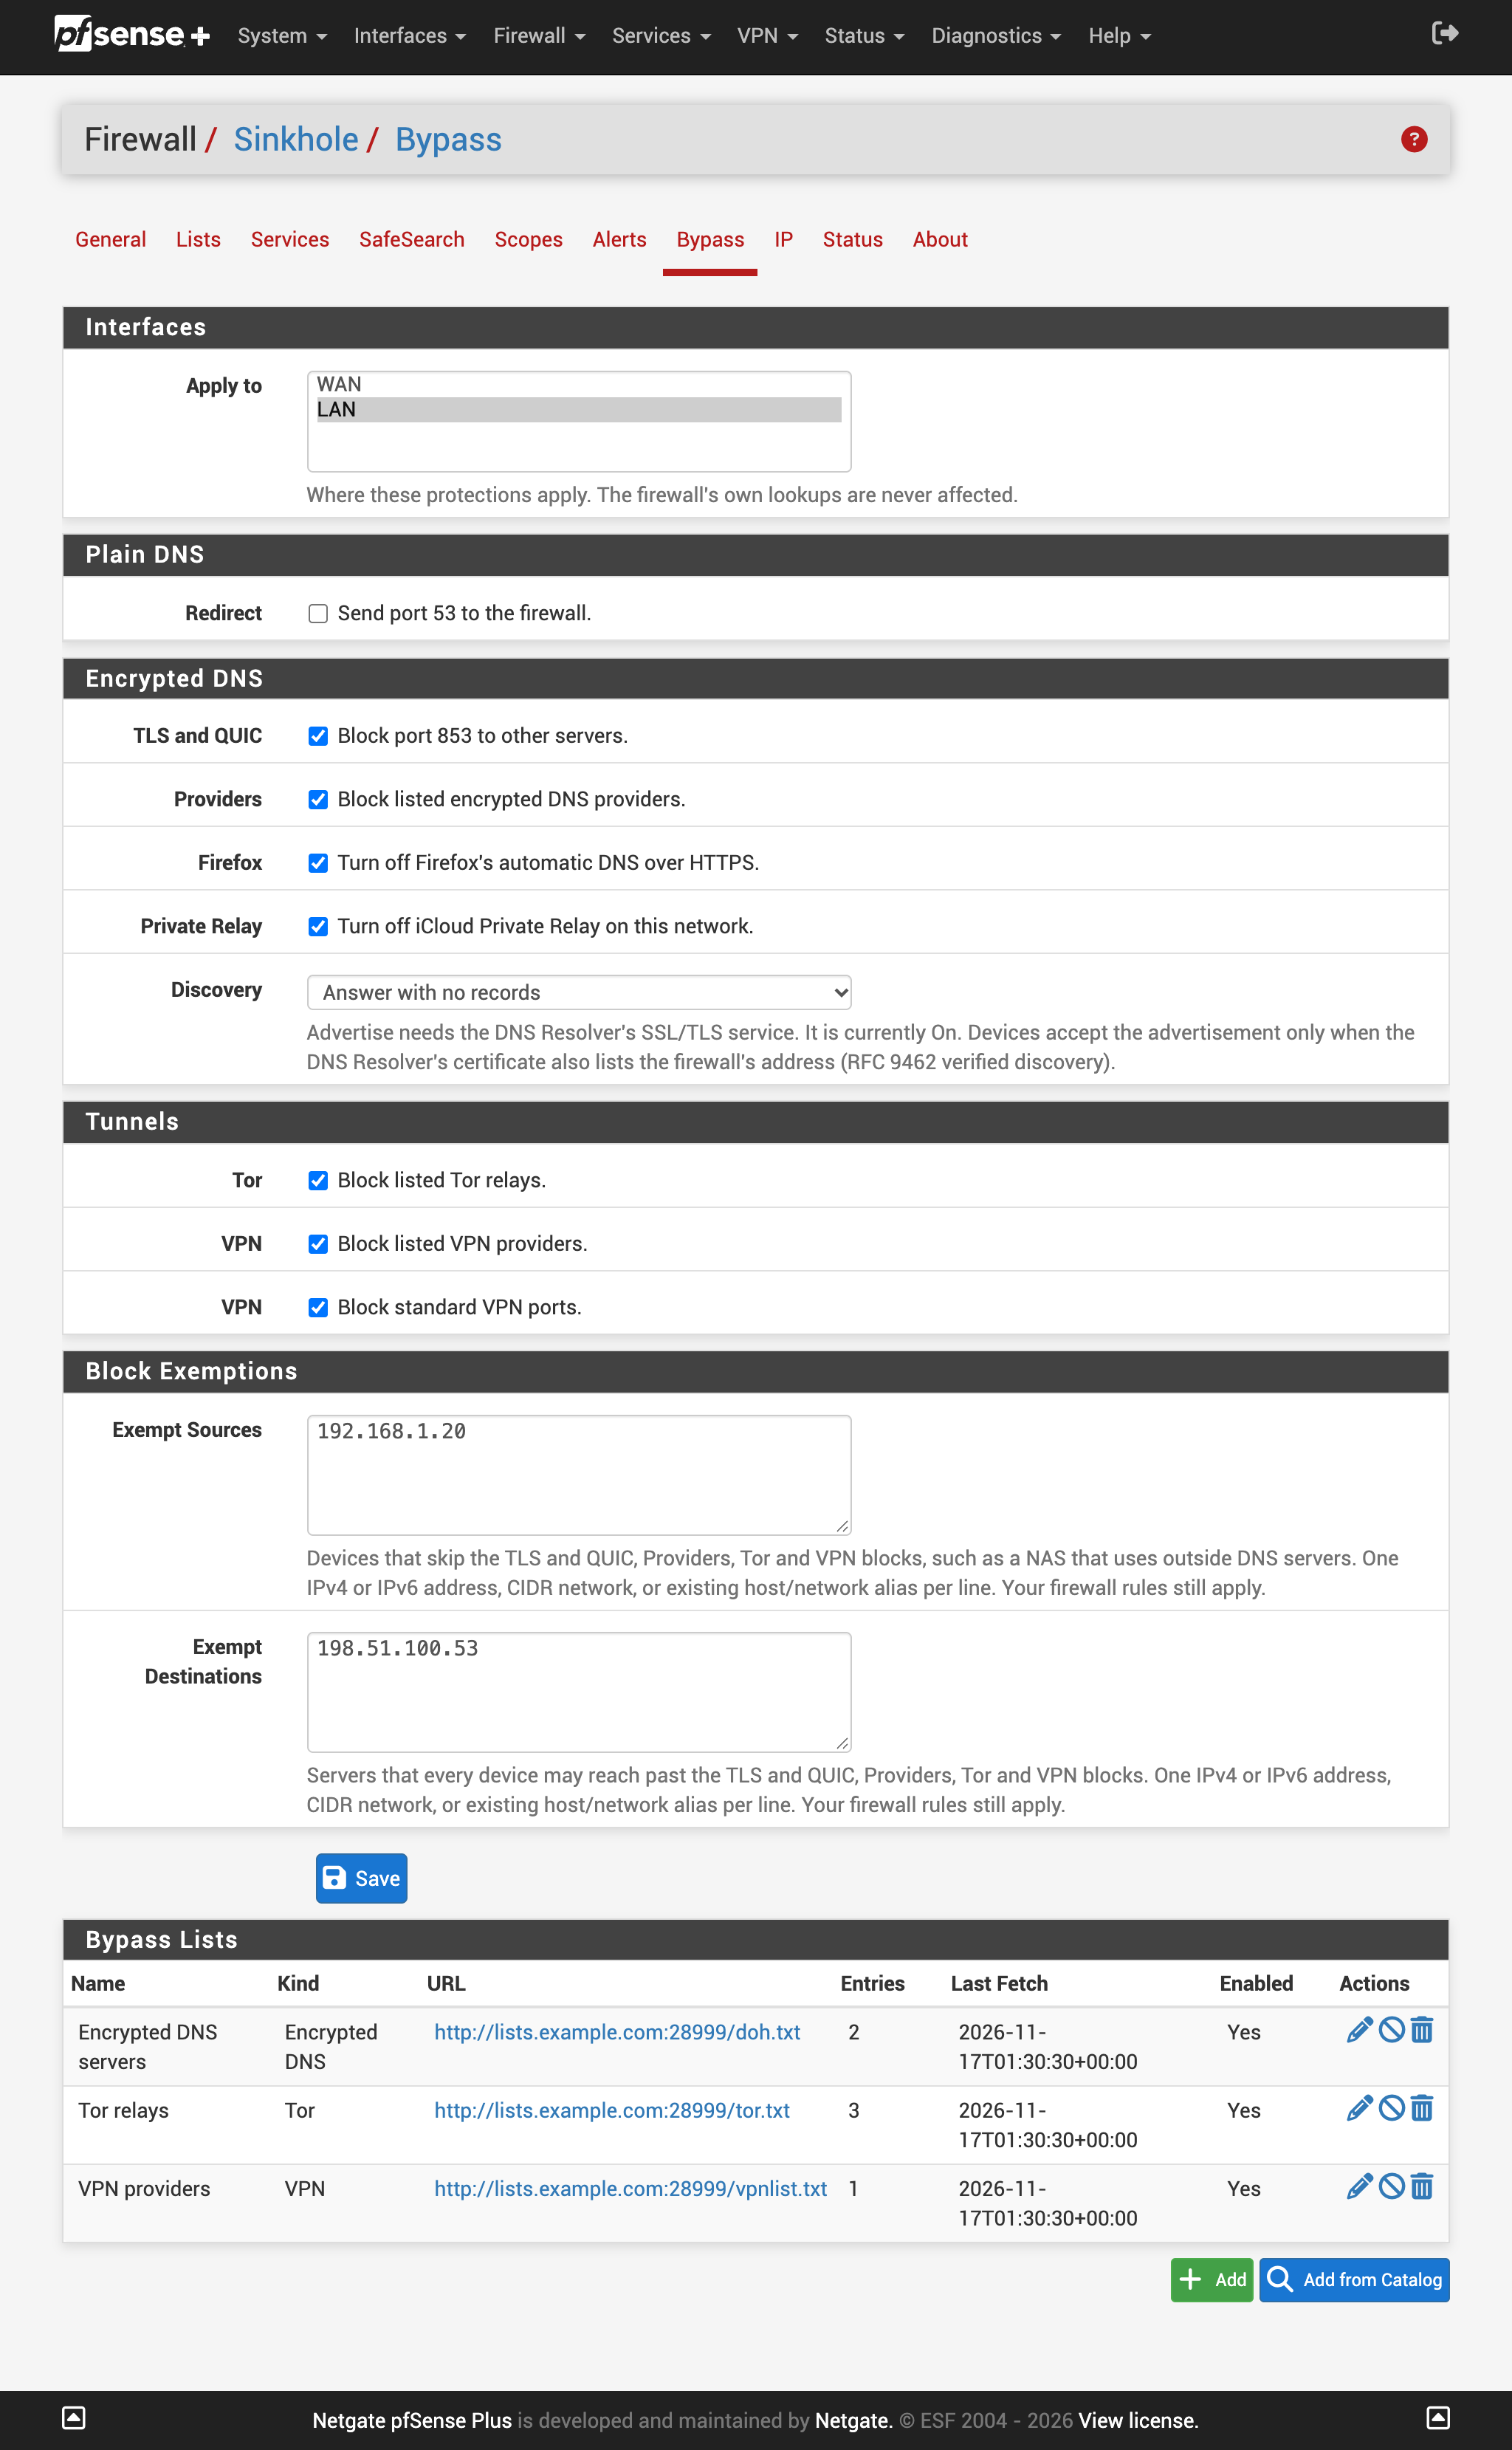 pfsense +
System
Interfaces
Firewall
Services
VPN
Status
Diagnostics
Help
Firewall / Sinkhole / Bypass
?
General
Lists
Services
SafeSearch
Scopes
Alerts
Bypass
IP
Status
About
Interfaces
Apply to
WAN
LAN
Where these protections apply. The firewall's own lookups are never affected.
Plain DNS
Redirect
Send port 53 to the firewall.
Encrypted DNS
TLS and QUIC
Block port 853 to other servers.
Providers
Block listed encrypted DNS providers.
Firefox
Turn off Firefox's automatic DNS over HTTPS.
Private Relay
Turn off iCloud Private Relay on this network.
Discovery
Answer with no records
Advertise needs the DNS Resolver's SSL/TLS service. It is currently On. Devices accept the advertisement only when the
DNS Resolver's certificate also lists the firewall's address (RFC 9462 verified discovery).
Tunnels
Tor
Block listed Tor relays.
VPN
Block listed VPN providers.
VPN
Block standard VPN ports.
Block Exemptions
Exempt Sources
192.168.1.20
Devices that skip the TLS and QUIC, Providers, Tor and VPN blocks, such as a NAS that uses outside DNS servers. One
IPv4 or IPv6 address, CIDR network, or existing host/network alias per line. Your firewall rules still apply.
Exempt
Destinations
198.51.100.53
Servers that every device may reach past the TLS and QUIC, Providers, Tor and VPN blocks. One IPv4 or IPv6 address,
CIDR network, or existing host/network alias per line. Your firewall rules still apply.
Save
Bypass Lists
Name Kind URL Entries Last Fetch Enabled Actions
Encrypted DNS
servers
Encrypted
DNS
http://lists.example.com:28999/doh.txt
2
2026-11-
17T01:30:30+00:00
Yes
Tor relays
Tor
http://lists.example.com:28999/tor.txt
3
2026-11-
17T01:30:30+00:00
Yes
VPN providers
VPN
http://lists.example.com:28999/vpnlist.txt
1
2026-11-
17T01:30:30+00:00
Yes
Add
Add from Catalog
Netgate pfSense Plus is developed and maintained by Netgate. © ESF 2004 - 2026 View license.